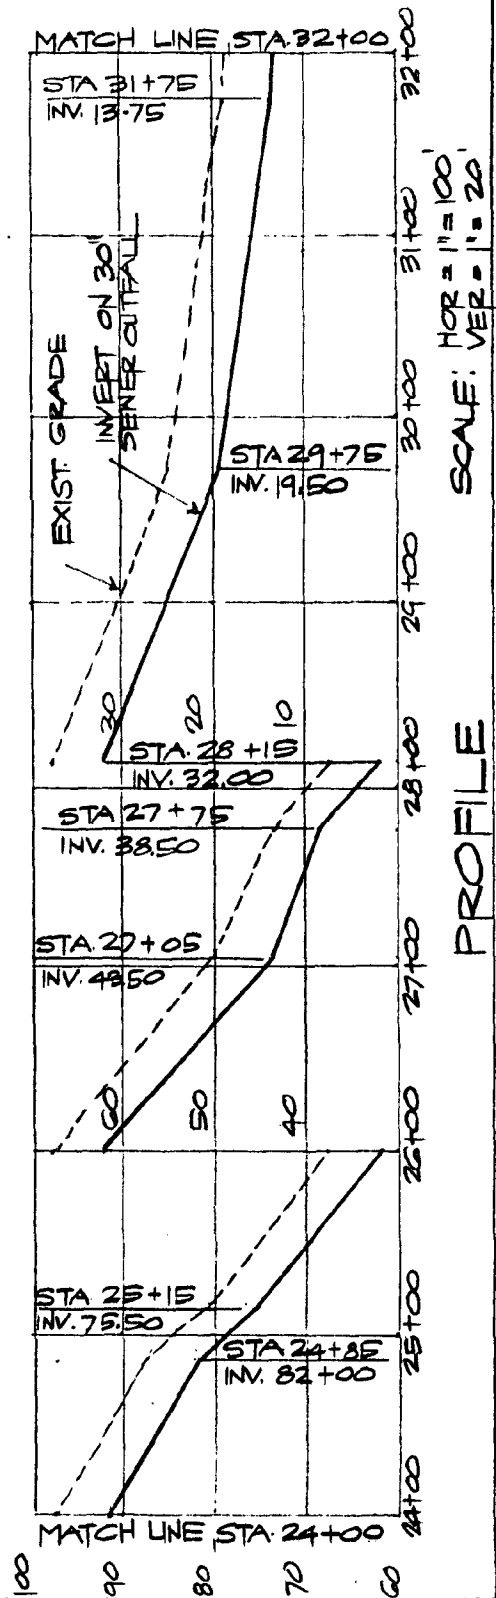 MATCH LINE STA. 32+00
STA 31+75
INV. 13.75
EXIST. GRADE
INVERT ON 30"
SEWER OUTFALL
STA 29+75
INV. 19.50
30
20
10
STA. 28+15
INV. 32.00
STA 27+75
INV. 38.50
STA. 27+05
INV. 43.50
60
50
40
STA 25+15
INV. 75.50
STA 24+85
INV. 82+00
MATCH LINE STA. 24+00
100
90
80
70
60
24+00
25+00
26+00
27+00
28+00
29+00
30+00
31+00
32+00
PROFILE
SCALE: HOR = 1" = 100'
VER = 1" = 20'